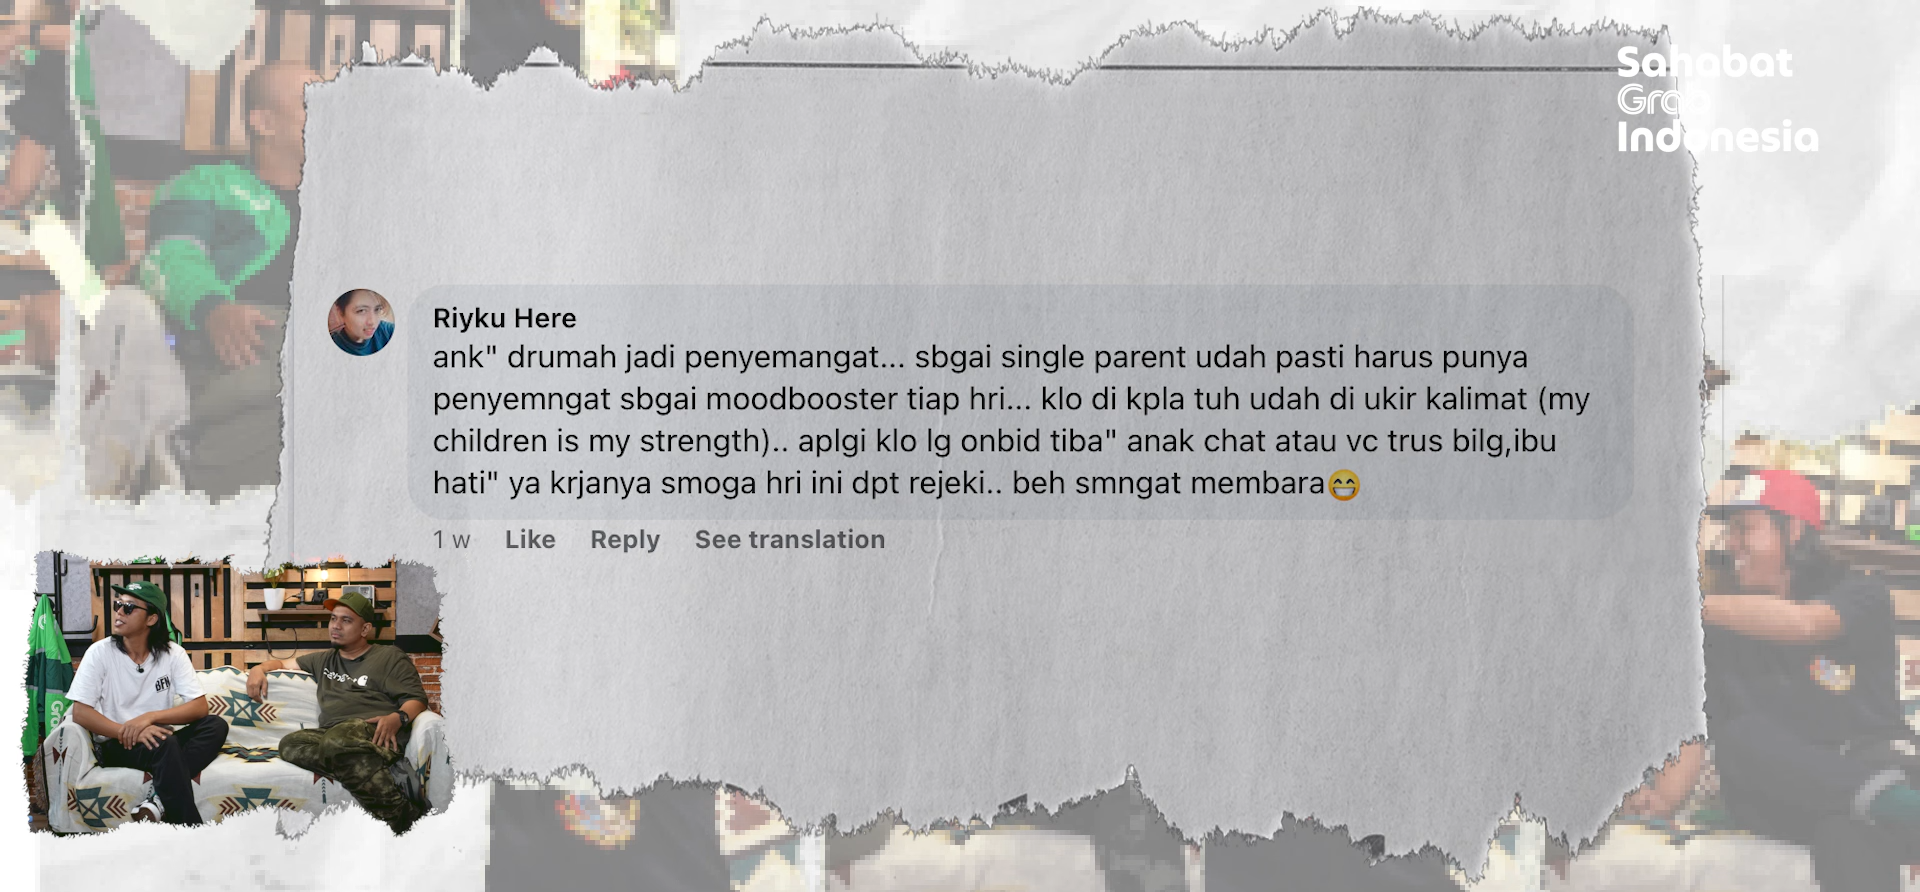 Sahabat
Grab
Indonesia
Riyku Here
ank" drumah jadi penyemangat... sbgai single parent udah pasti harus punya
penyemngat sbgai moodbooster tiap hri... klo di kpla tuh udah di ukir kalimat (my
children is my strength).. aplgi klo lg onbid tiba" anak chat atau vc trus bilg,ibu
hati" ya krjanya smoga hri ini dpt rejeki.. beh smngat membara😁
1 w Like Reply See translation
BFN